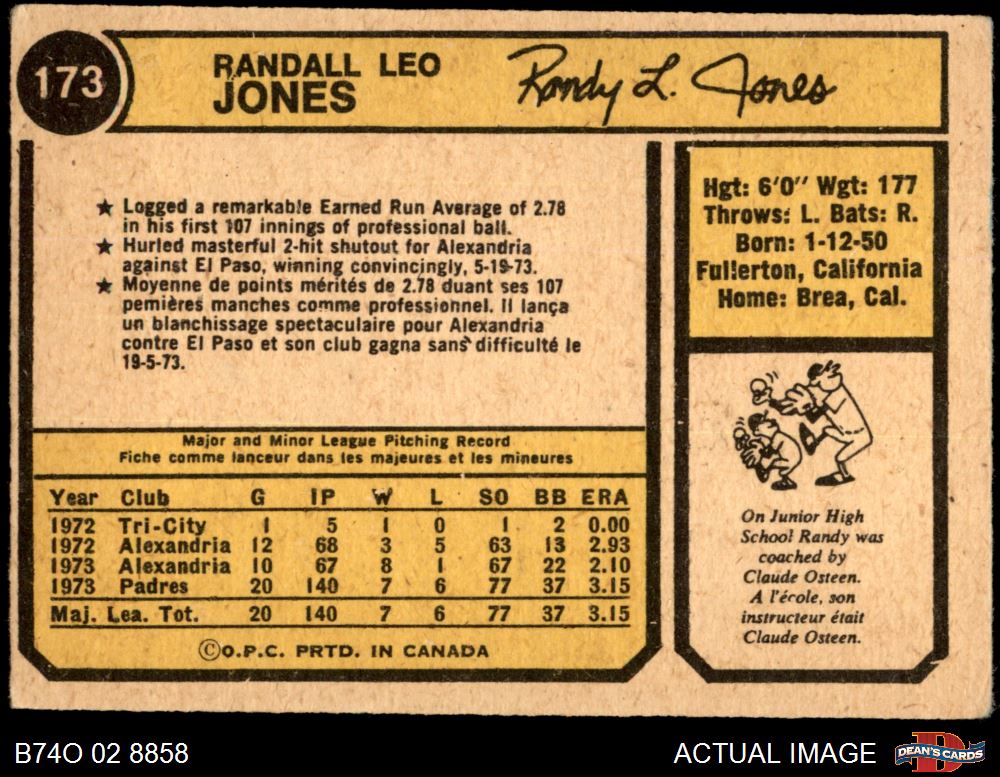 173
RANDALL LEO
JONES
Randy L. Jones
★ Logged a remarkable Earned Run Average of 2.78
in his first 107 innings of professional ball.
★ Hurled masterful 2-hit shutout for Alexandria
against El Paso, winning convincingly, 5-19-73.
★ Moyenne de points mérités de 2.78 duant ses 107
pemières manches comme professionnel. Il lança
un blanchissage spectaculaire pour Alexandria
contre El Paso et son club gagna sans difficulté le
19-5-73.
Hgt: 6'0" Wgt: 177
Throws: L. Bats: R.
Born: 1-12-50
Fullerton, California
Home: Brea, Cal.
Major and Minor League Pitching Record
Fiche comme lanceur dans les majeures et les mineures
Year Club G IP W L SO BB ERA
1972 Tri-City 1 5 1 0 1 2 0.00
1972 Alexandria 12 68 3 5 63 13 2.93
1973 Alexandria 10 67 8 1 67 22 2.10
1973 Padres 20 140 7 6 77 37 3.15
Maj. Lea. Tot. 20 140 7 6 77 37 3.15
©O.P.C. PRTD. IN CANADA
On Junior High
School Randy was
coached by
Claude Osteen.
A l'école, son
instructeur était
Claude Osteen.
B74O 02 8858
ACTUAL IMAGE
DEAN'S CARDS